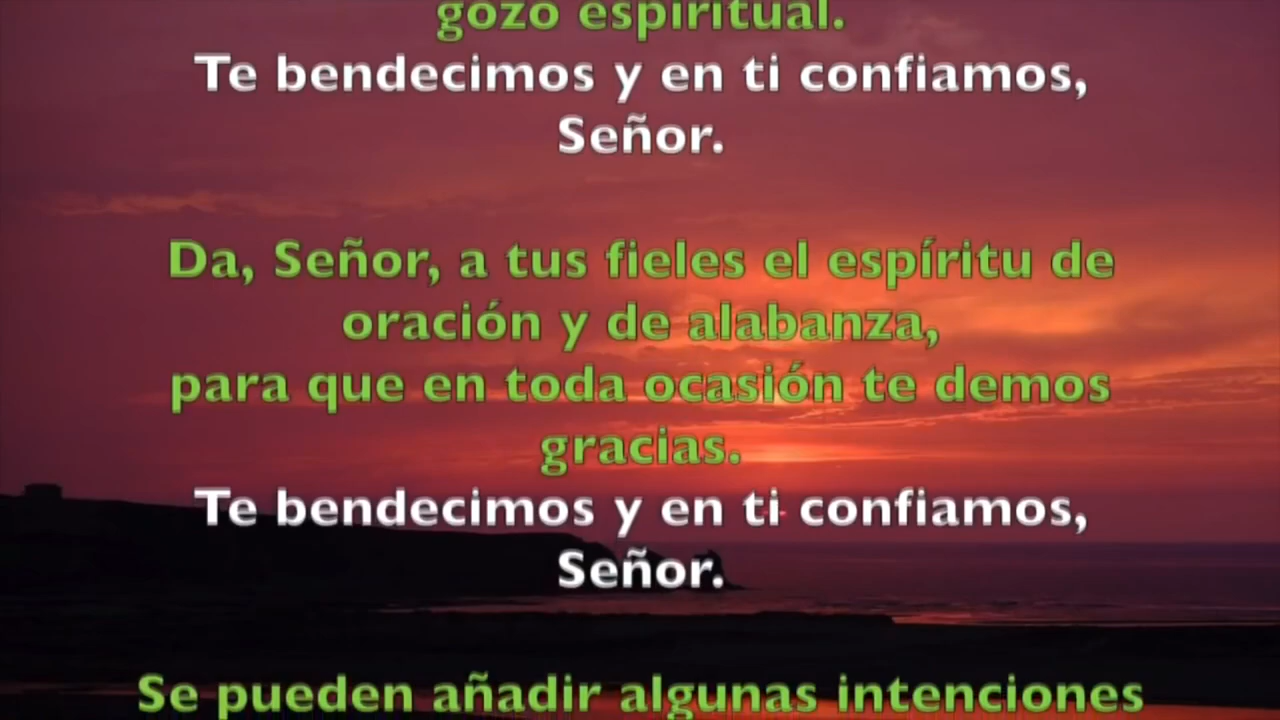 gozo espiritual.
Te bendecimos y en ti confiamos,
Señor.
Da, Señor, a tus fieles el espíritu de
oración y de alabanza,
para que en toda ocasión te demos
gracias.
Te bendecimos y en ti confiamos,
Señor.
Se pueden añadir algunas intenciones